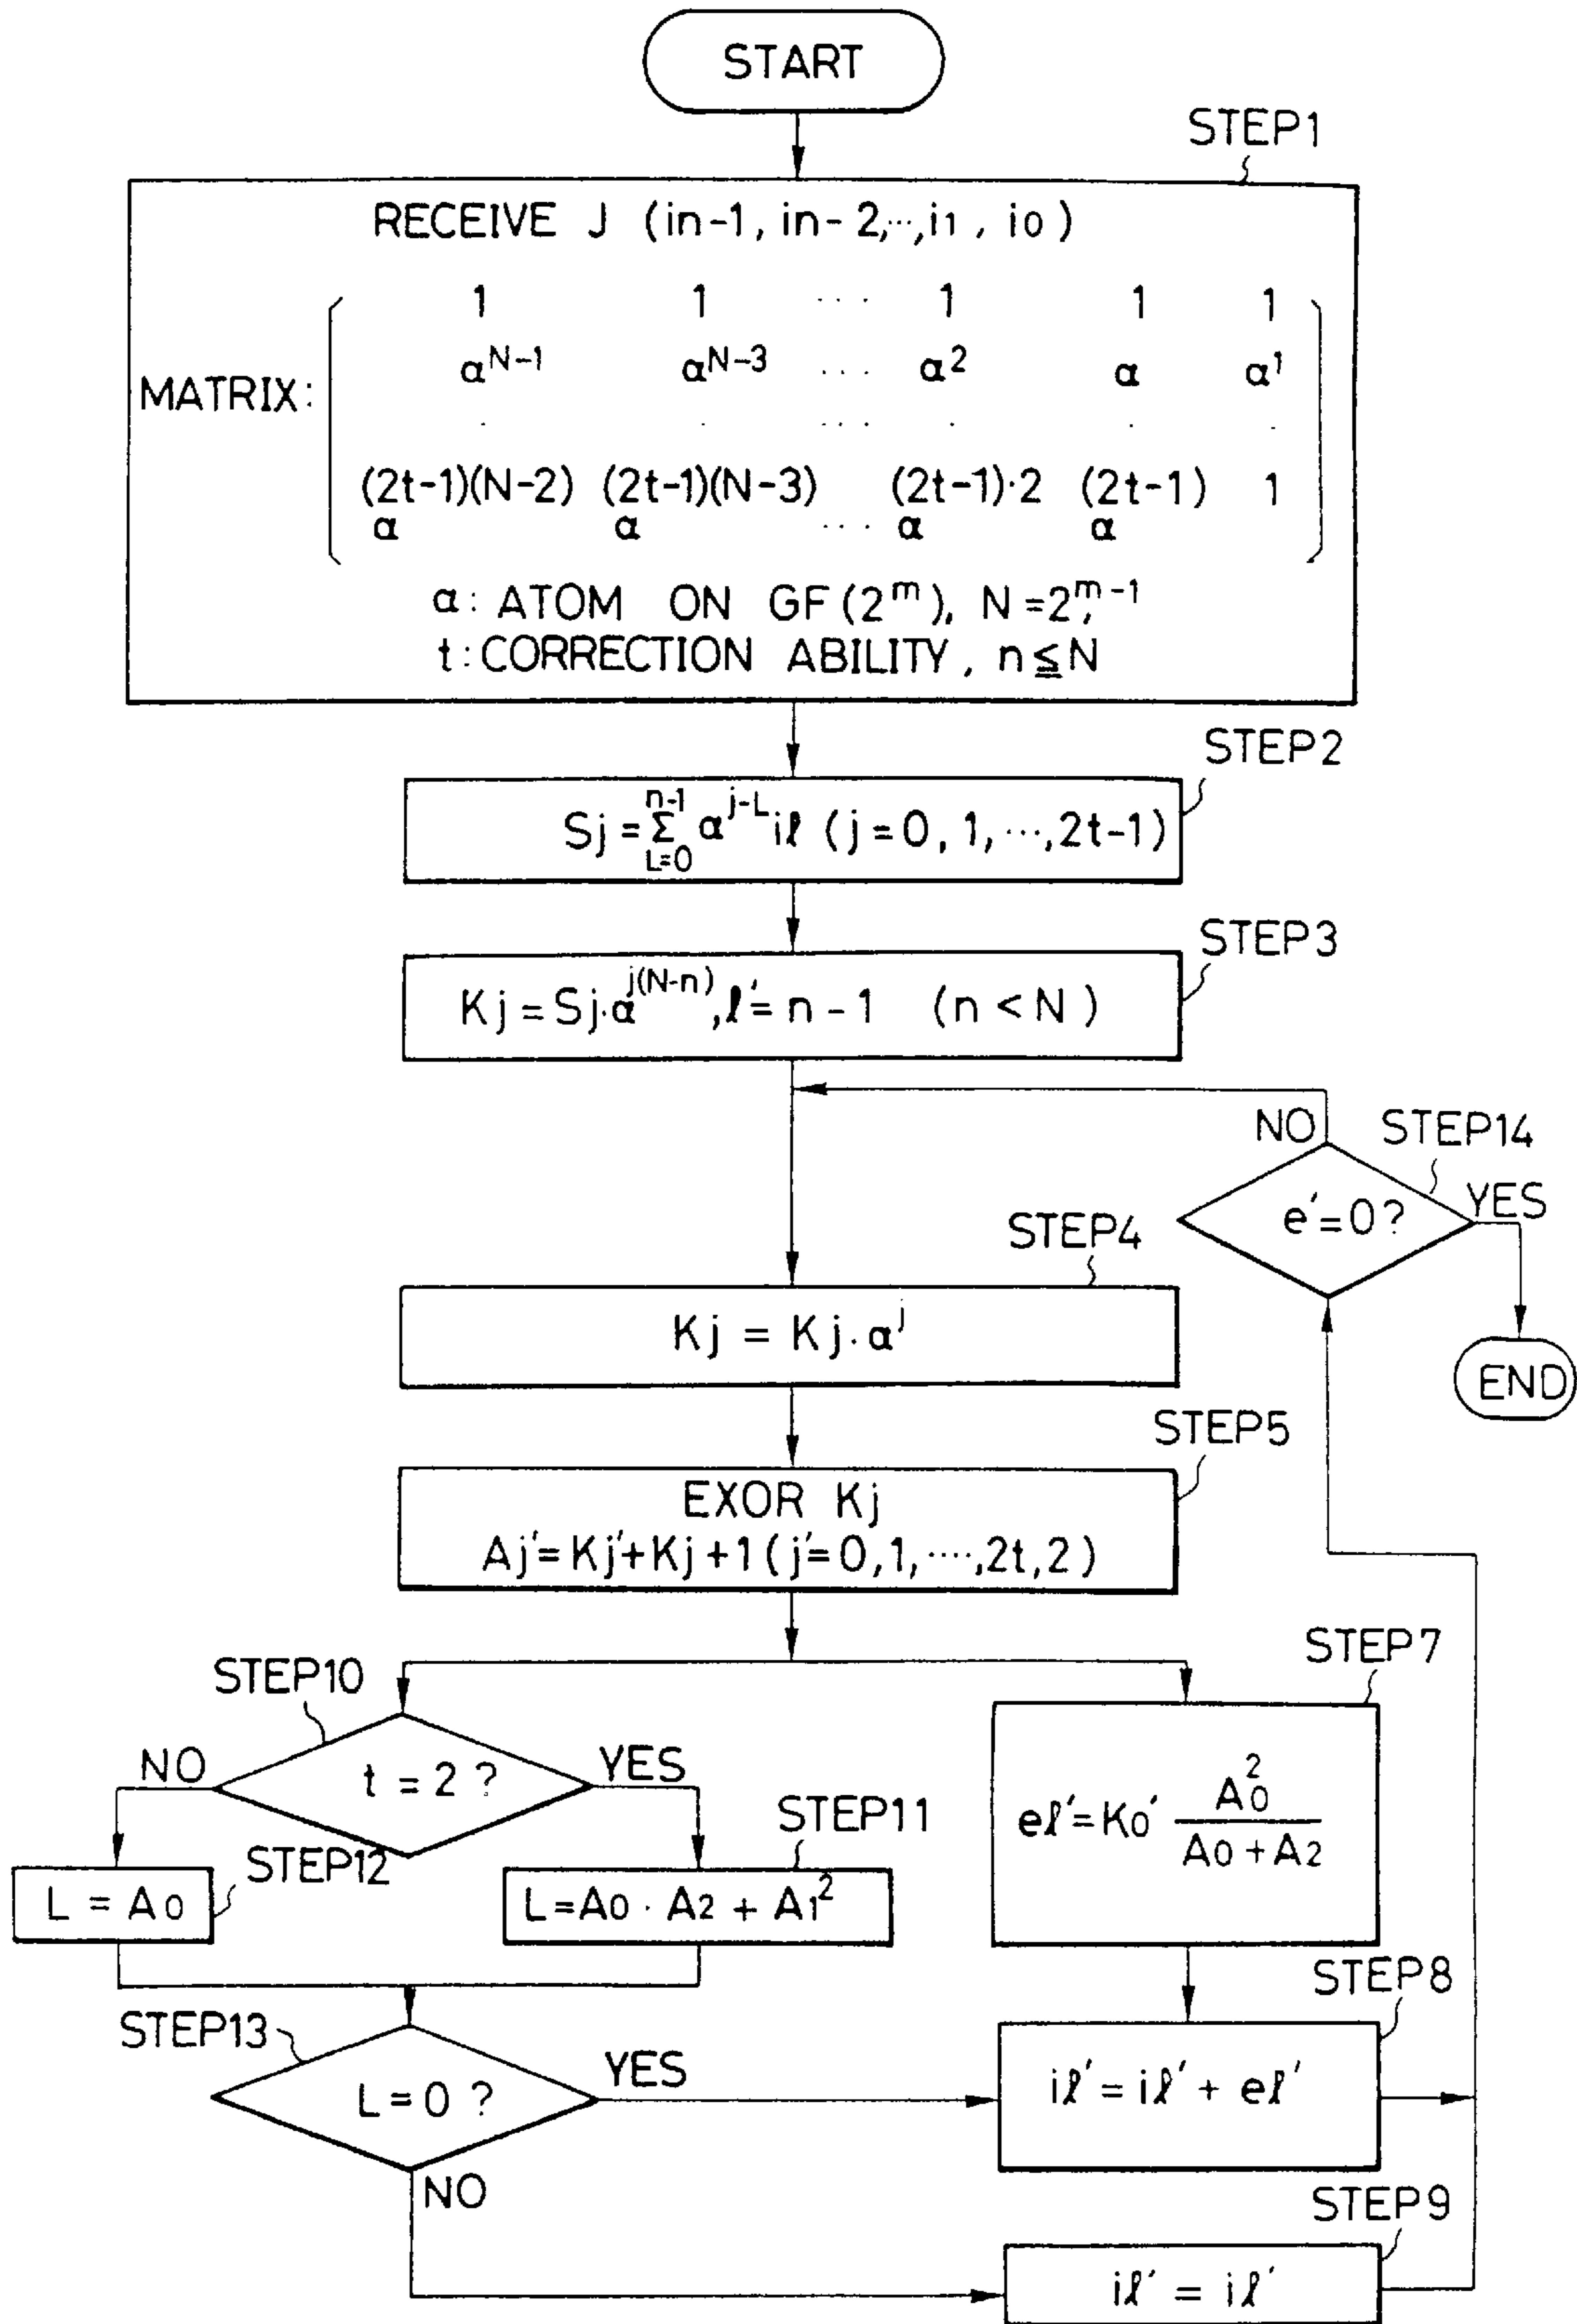 START
STEP1
RECEIVE J (in-1, in-2,···,i1, i0)
1 1 ···· 1 1 1
α^N-1 α^N-3 ··· α^2 α α^1
MATRIX:
. . ··· . . .
(2t-1)(N-2) (2t-1)(N-3) (2t-1)·2 (2t-1) 1
α α ··· α α
α: ATOM ON GF(2^m), N=2^m-1,
t: CORRECTION ABILITY, n≦N
STEP2
Sj = Σ_{L=0}^{n-1} α^{j-L} iℓ (j=0, 1, ···, 2t-1)
STEP3
Kj = Sj·α^{j(N-n)}, ℓ'= n-1 (n < N)
NO
STEP14
e'=0?
YES
STEP4
Kj = Kj·α^j
END
STEP5
EXOR Kj
Aj'=Kj'+Kj+1(j'=0,1,····,2t,2)
STEP7
STEP10
NO
t = 2 ?
YES
eℓ'=K0' A0^2 / A0+A2
STEP11
STEP12
L = A0
L=A0·A2 + A1^2
STEP8
STEP13
YES
L=0 ?
iℓ'= iℓ' + eℓ'
NO
STEP9
iℓ' = iℓ'